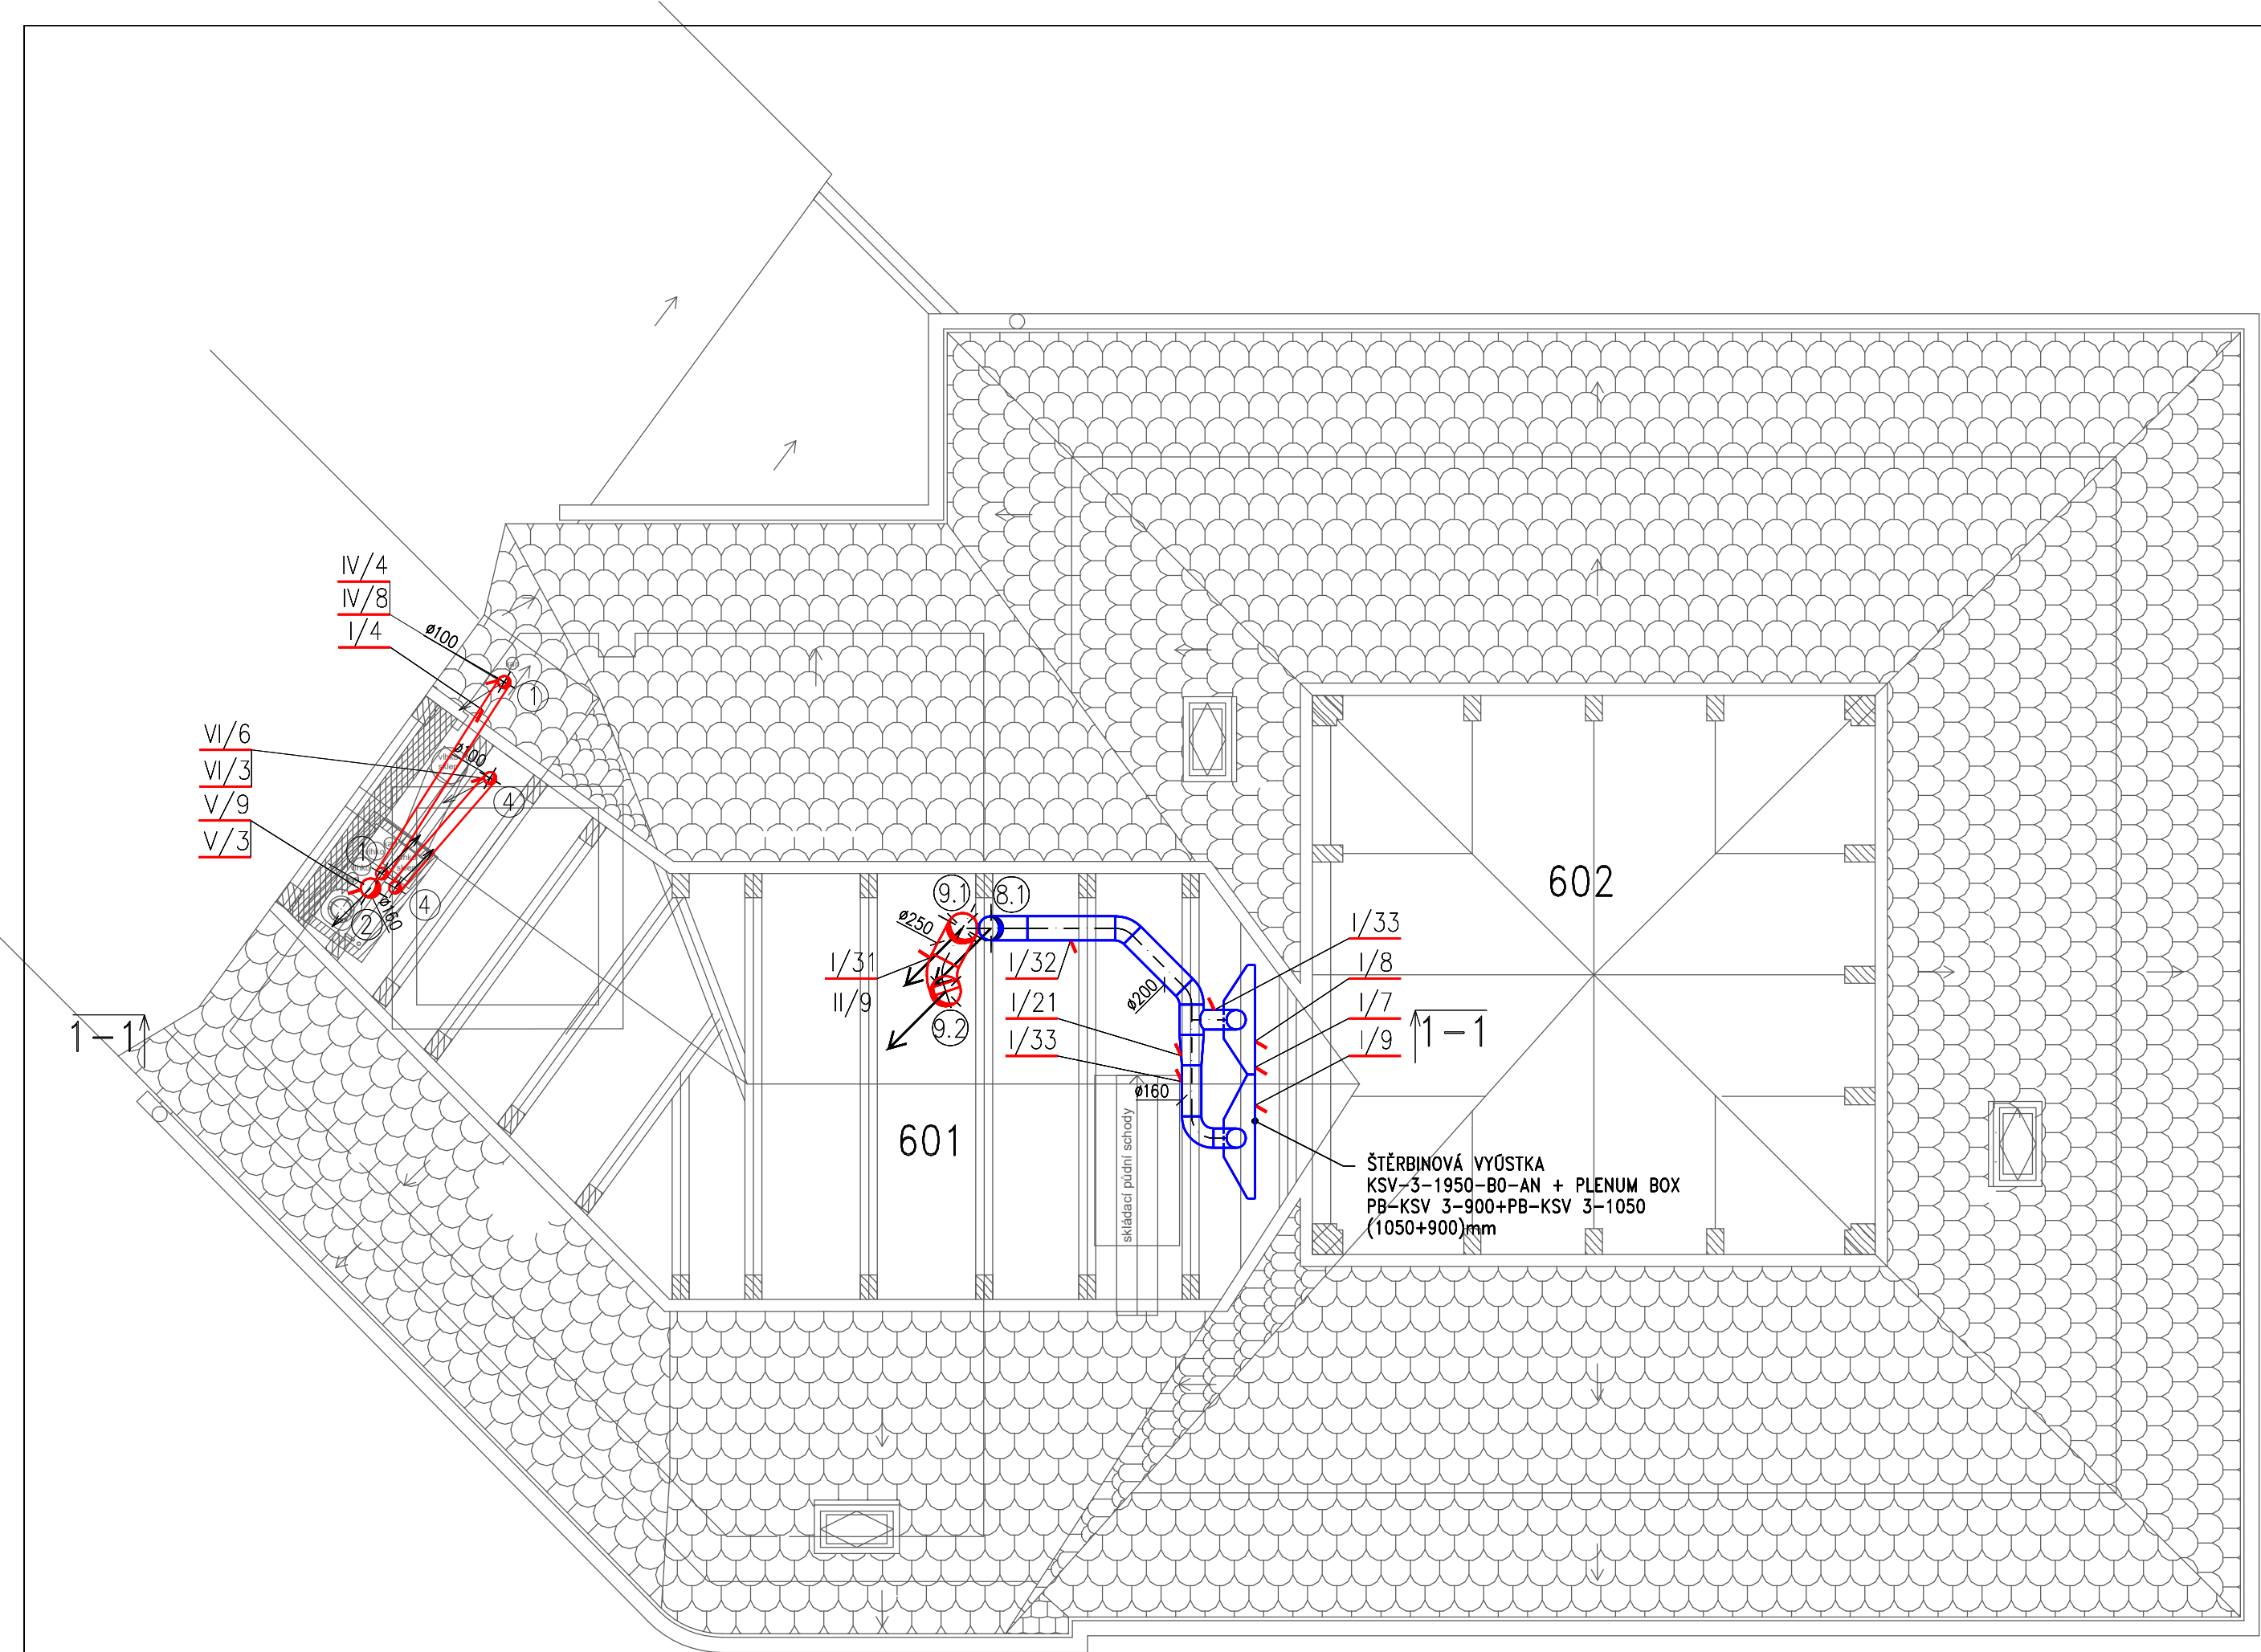 IV/4
IV/8
I/4
ø100
1
VI/6
VI/3
V/9
V/3
ø100
4
1
4
2
ø160
9.1
8.1
ø250
I/31
II/9
9.2
I/32
I/21
I/33
ø200
ø160
I/33
I/8
I/7
I/9
1-1
1-1
601
602
skládací půdní schody
ŠTĚRBINOVÁ VYÚSTKA
KSV-3-1950-B0-AN + PLENUM BOX
PB-KSV 3-900+PB-KSV 3-1050
(1050+900)mm